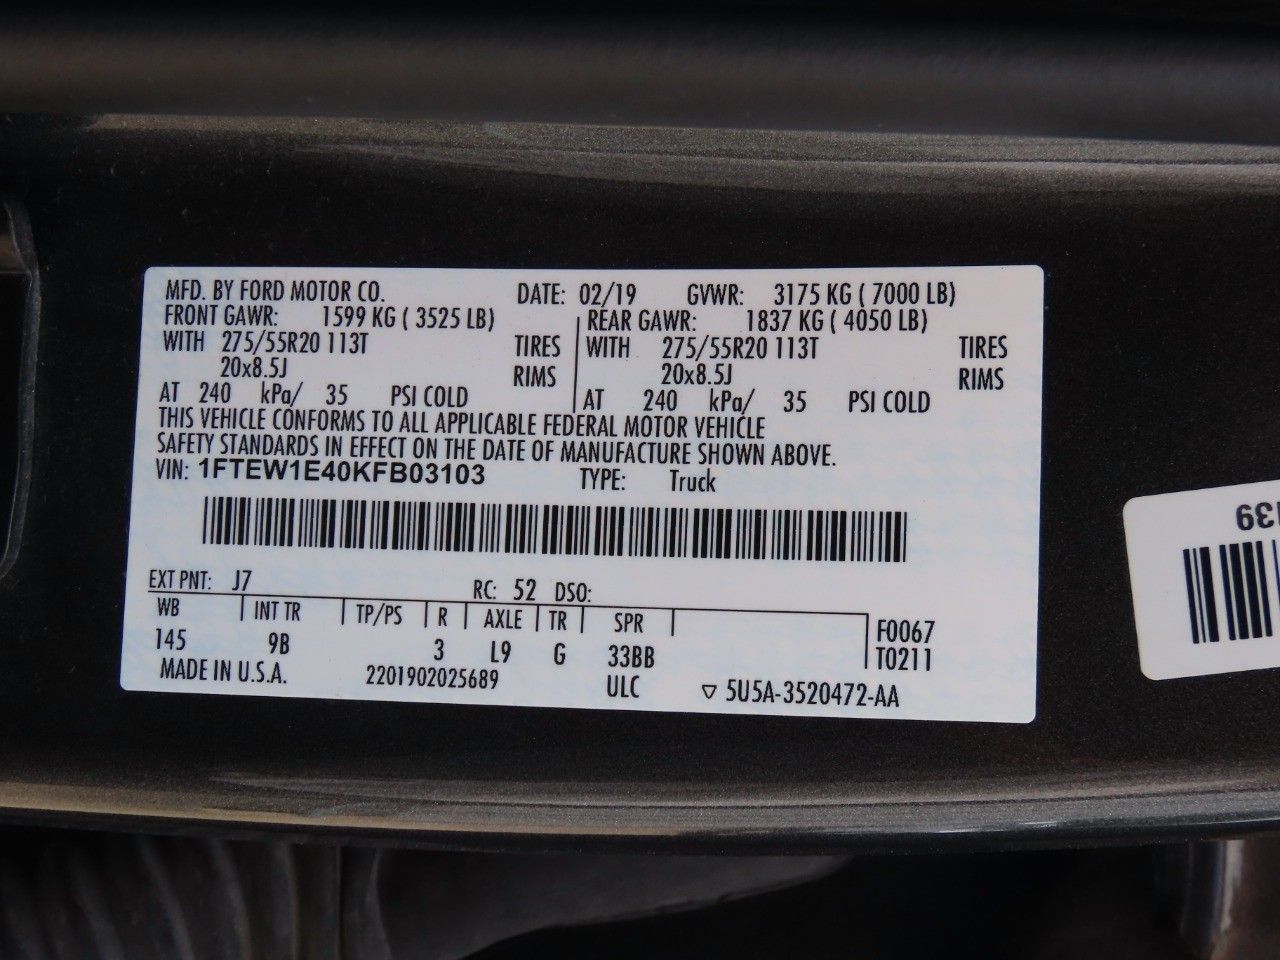 MFD. BY FORD MOTOR CO. DATE: 02/19 GVWR: 3175 KG ( 7000 LB)
FRONT GAWR: 1599 KG ( 3525 LB) REAR GAWR: 1837 KG ( 4050 LB)
WITH 275/55R20 113T TIRES WITH 275/55R20 113T TIRES
20x8.5J RIMS 20x8.5J RIMS
AT 240 kPa/ 35 PSI COLD AT 240 kPa/ 35 PSI COLD
THIS VEHICLE CONFORMS TO ALL APPLICABLE FEDERAL MOTOR VEHICLE
SAFETY STANDARDS IN EFFECT ON THE DATE OF MANUFACTURE SHOWN ABOVE.
VIN: 1FTEW1E40KFB03103 TYPE: Truck
EXT PNT: J7 RC: 52 DSO:
WB INT TR TP/PS R AXLE TR SPR F0067
145 9B 3 L9 G 33BB T0211
MADE IN U.S.A. 2201902025689 ULC ▽ 5U5A-3520472-AA